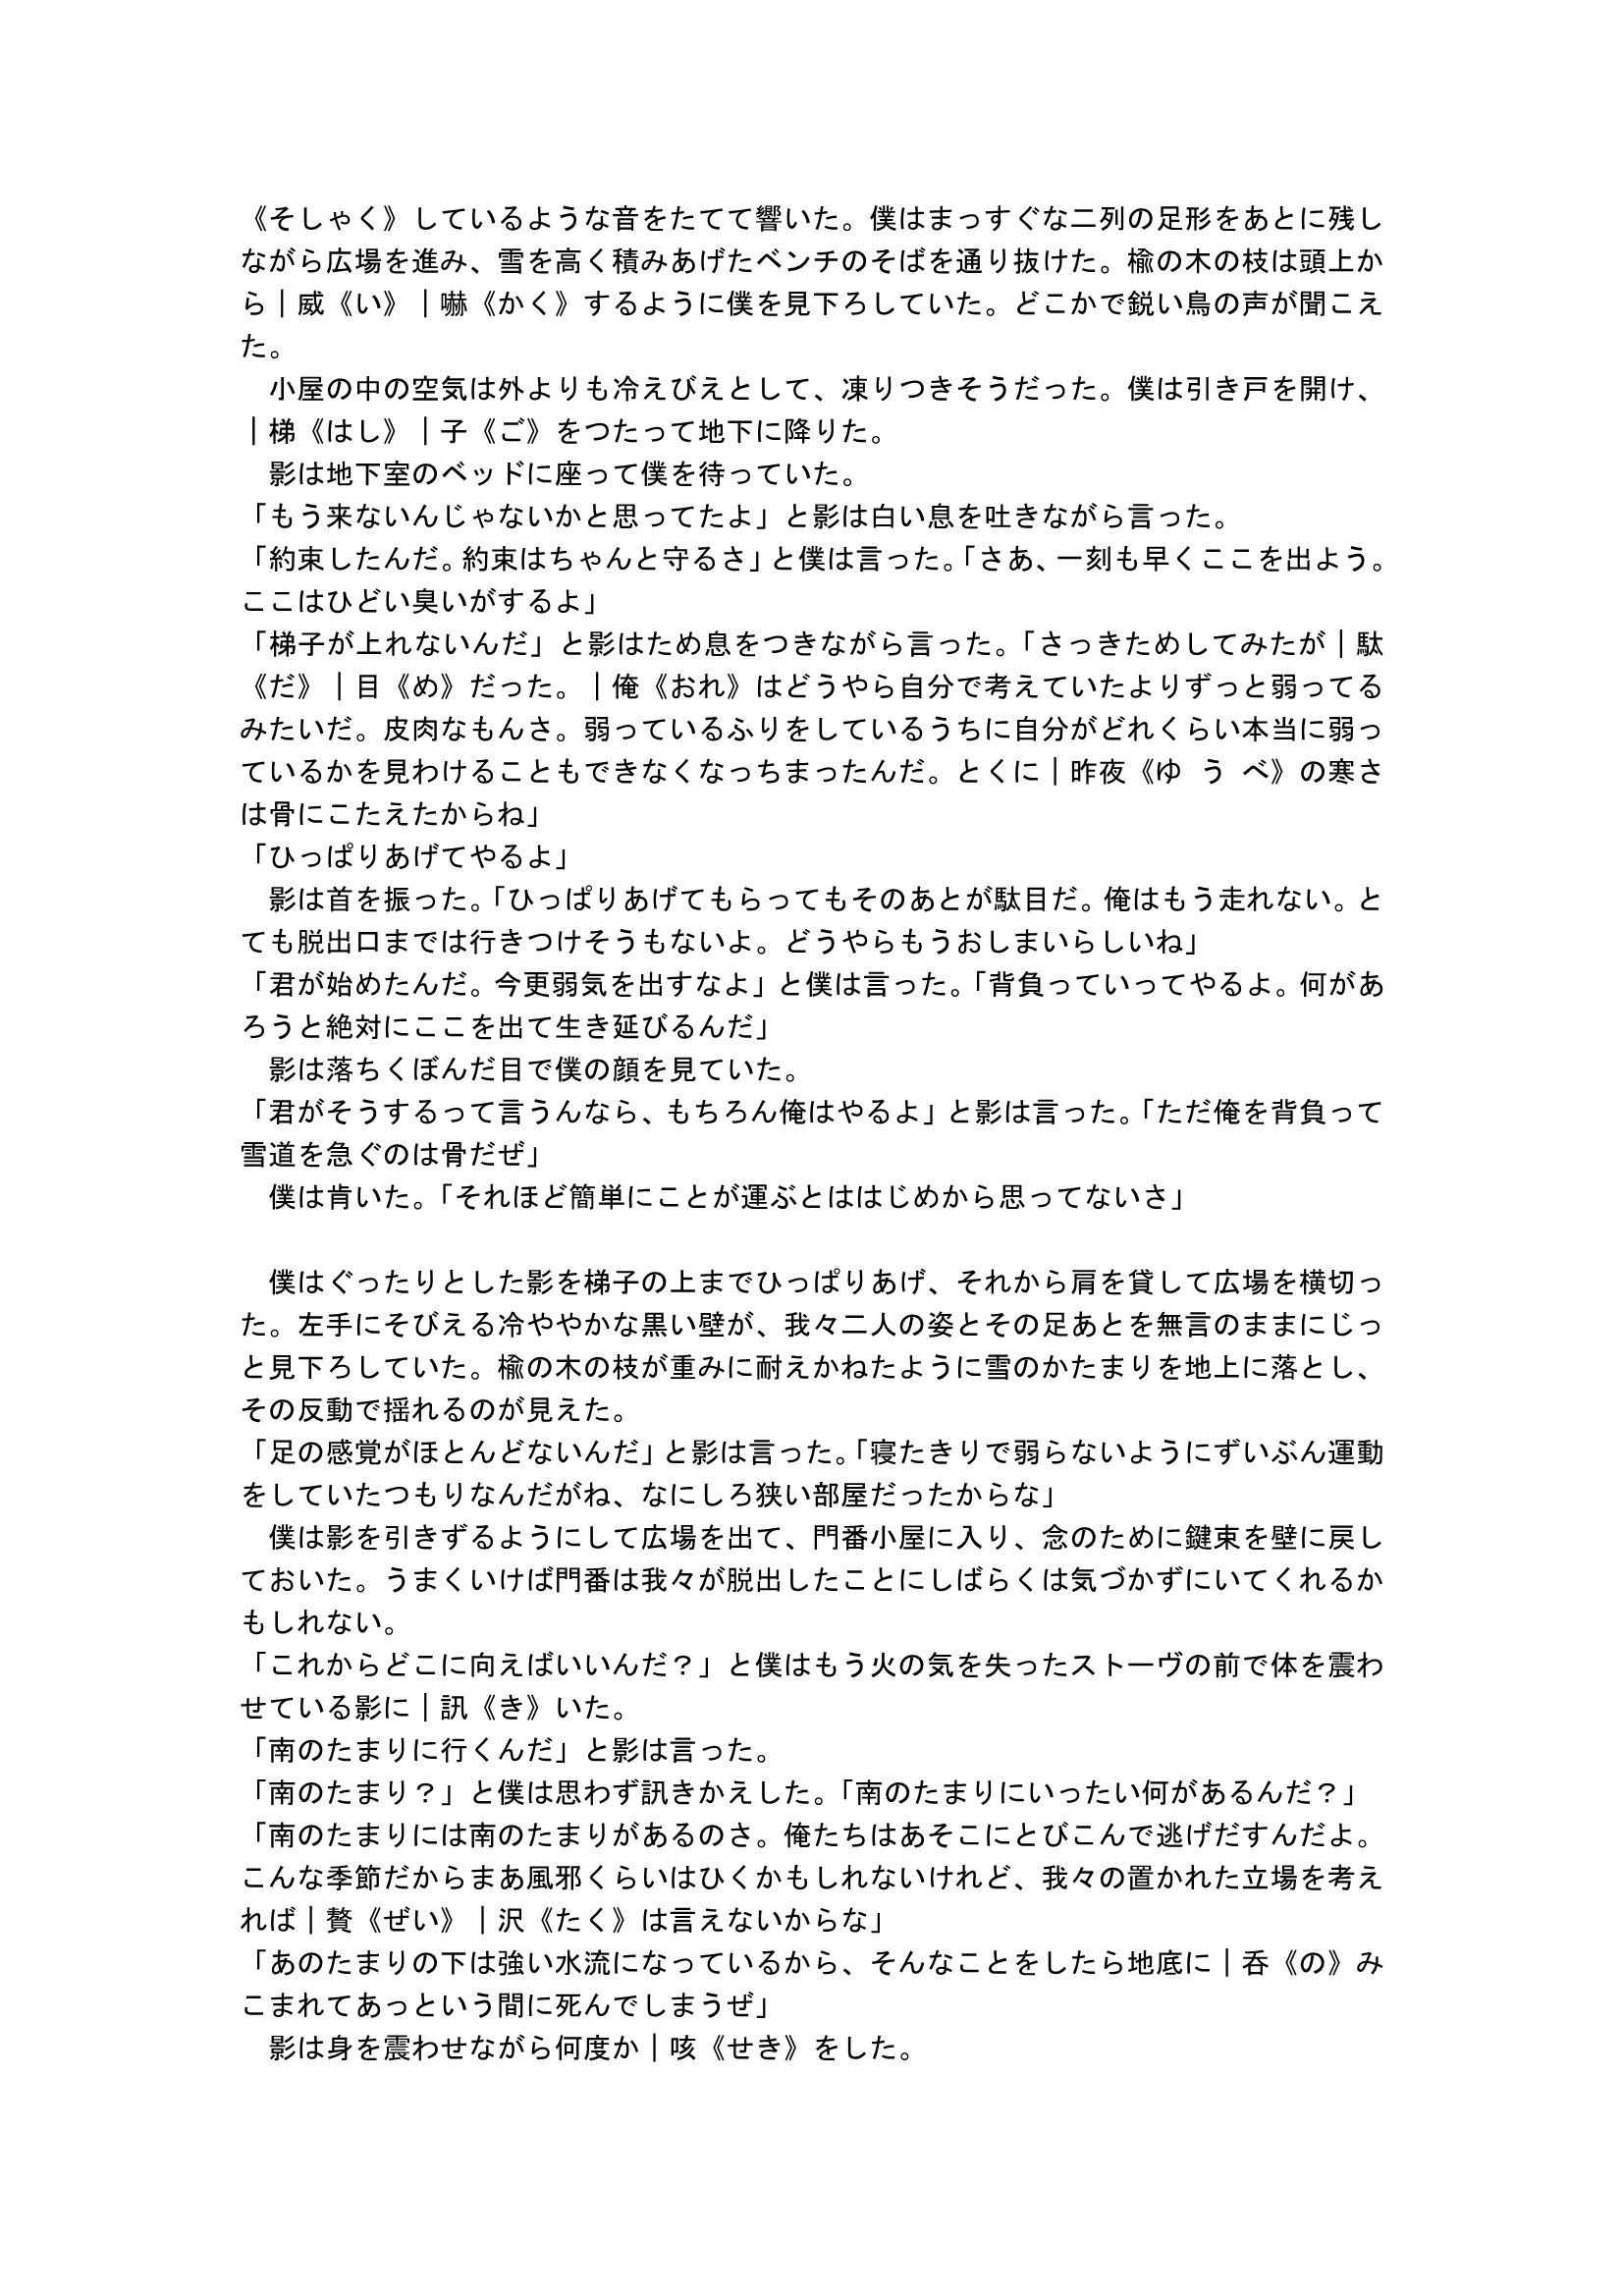 《そしゃく》しているような音をたてて響いた。僕はまっすぐな二列の足形をあとに残し
ながら広場を進み、雪を高く積みあげたベンチのそばを通り抜けた。楡の木の枝は頭上か
ら｜威《い》｜嚇《かく》するように僕を見下ろしていた。どこかで鋭い鳥の声が聞こえ
た。
　小屋の中の空気は外よりも冷えびえとして、凍りつきそうだった。僕は引き戸を開け、
｜梯《はし》｜子《ご》をつたって地下に降りた。
　影は地下室のベッドに座って僕を待っていた。
「もう来ないんじゃないかと思ってたよ」と影は白い息を吐きながら言った。
「約束したんだ。約束はちゃんと守るさ」と僕は言った。「さあ、一刻も早くここを出よう。
ここはひどい臭いがするよ」
「梯子が上れないんだ」と影はため息をつきながら言った。「さっきためしてみたが｜駄
《だ》｜目《め》だった。｜俺《おれ》はどうやら自分で考えていたよりずっと弱ってる
みたいだ。皮肉なもんさ。弱っているふりをしているうちに自分がどれくらい本当に弱っ
ているかを見わけることもできなくなっちまったんだ。とくに｜昨夜《ゆ う べ》の寒さ
は骨にこたえたからね」
「ひっぱりあげてやるよ」
　影は首を振った。「ひっぱりあげてもらってもそのあとが駄目だ。俺はもう走れない。と
ても脱出口までは行きつけそうもないよ。どうやらもうおしまいらしいね」
「君が始めたんだ。今更弱気を出すなよ」と僕は言った。「背負っていってやるよ。何があ
ろうと絶対にここを出て生き延びるんだ」
　影は落ちくぼんだ目で僕の顔を見ていた。
「君がそうするって言うんなら、もちろん俺はやるよ」と影は言った。「ただ俺を背負って
雪道を急ぐのは骨だぜ」
　僕は肯いた。「それほど簡単にことが運ぶとははじめから思ってないさ」
　僕はぐったりとした影を梯子の上までひっぱりあげ、それから肩を貸して広場を横切っ
た。左手にそびえる冷ややかな黒い壁が、我々二人の姿とその足あとを無言のままにじっ
と見下ろしていた。楡の木の枝が重みに耐えかねたように雪のかたまりを地上に落とし、
その反動で揺れるのが見えた。
「足の感覚がほとんどないんだ」と影は言った。「寝たきりで弱らないようにずいぶん運動
をしていたつもりなんだがね、なにしろ狭い部屋だったからな」
　僕は影を引きずるようにして広場を出て、門番小屋に入り、念のために鍵束を壁に戻し
ておいた。うまくいけば門番は我々が脱出したことにしばらくは気づかずにいてくれるか
もしれない。
「これからどこに向えばいいんだ？」と僕はもう火の気を失ったストーヴの前で体を震わ
せている影に｜訊《き》いた。
「南のたまりに行くんだ」と影は言った。
「南のたまり？」と僕は思わず訊きかえした。「南のたまりにいったい何があるんだ？」
「南のたまりには南のたまりがあるのさ。俺たちはあそこにとびこんで逃げだすんだよ。
こんな季節だからまあ風邪くらいはひくかもしれないけれど、我々の置かれた立場を考え
れば｜贅《ぜい》｜沢《たく》は言えないからな」
「あのたまりの下は強い水流になっているから、そんなことをしたら地底に｜呑《の》み
こまれてあっという間に死んでしまうぜ」
　影は身を震わせながら何度か｜咳《せき》をした。